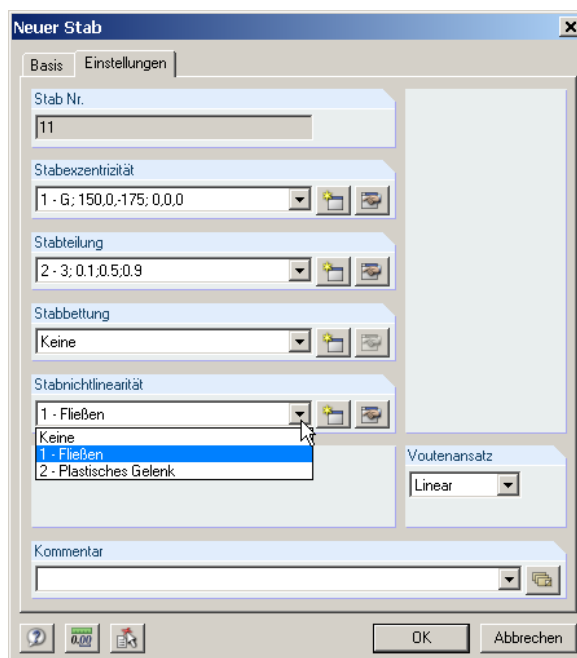 Neuer Stab
Basis
Einstellungen
Stab Nr.
11
Stabexzentrizität
1 - G; 150,0,-175; 0,0,0
Stabteilung
2 - 3; 0.1;0.5;0.9
Stabbettung
Keine
Stabnichtlinearität
1 - Fließen
Keine
1 - Fließen
2 - Plastisches Gelenk
Voutenansatz
Linear
Kommentar
0.00
OK
Abbrechen